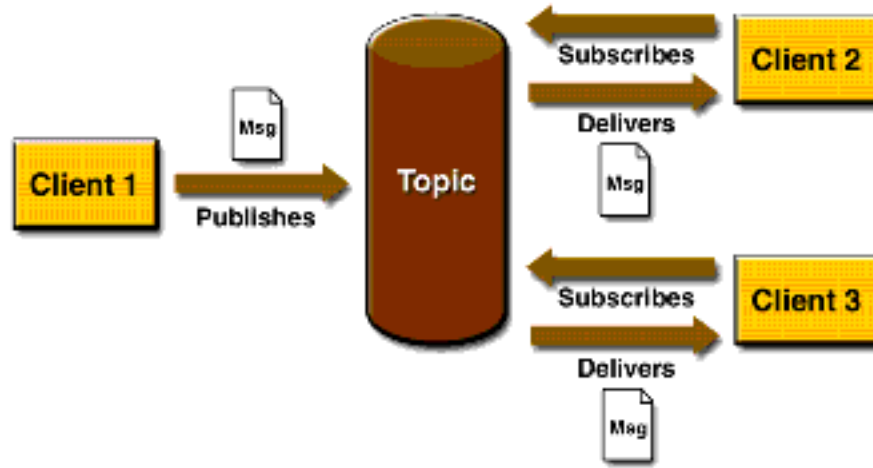 Subscribes
Client 2
Msg
Delivers
Client 1
Topic
Msg
Publishes
Subscribes
Client 3
Delivers
Msg